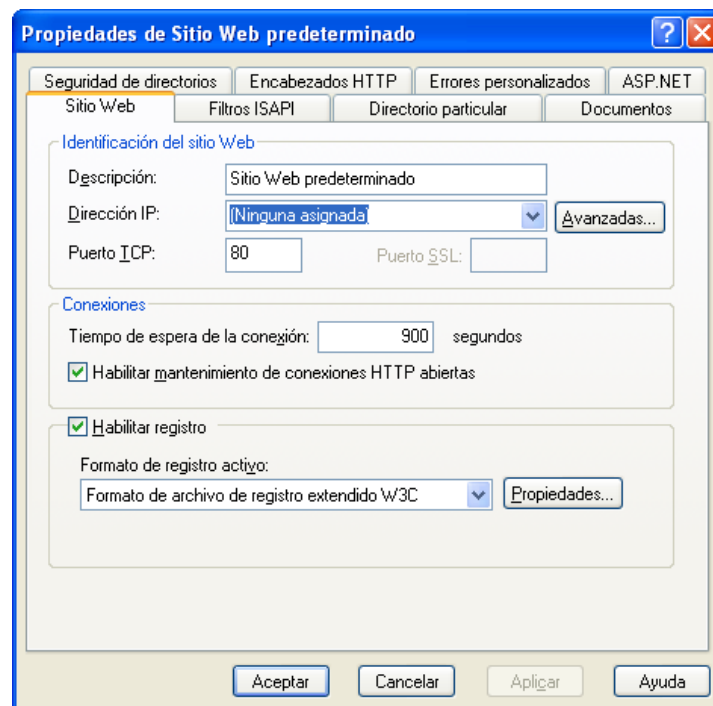 Propiedades de Sitio Web predeterminado
Seguridad de directorios Encabezados HTTP Errores personalizados ASP.NET
Sitio Web Filtros ISAPI Directorio particular Documentos
Identificación del sitio Web
Descripción: Sitio Web predeterminado
Dirección IP: (Ninguna asignada) Avanzadas...
Puerto TCP: 80 Puerto SSL:
Conexiones
Tiempo de espera de la conexión: 900 segundos
Habilitar mantenimiento de conexiones HTTP abiertas
Habilitar registro
Formato de registro activo:
Formato de archivo de registro extendido W3C Propiedades...
Aceptar Cancelar Aplicar Ayuda